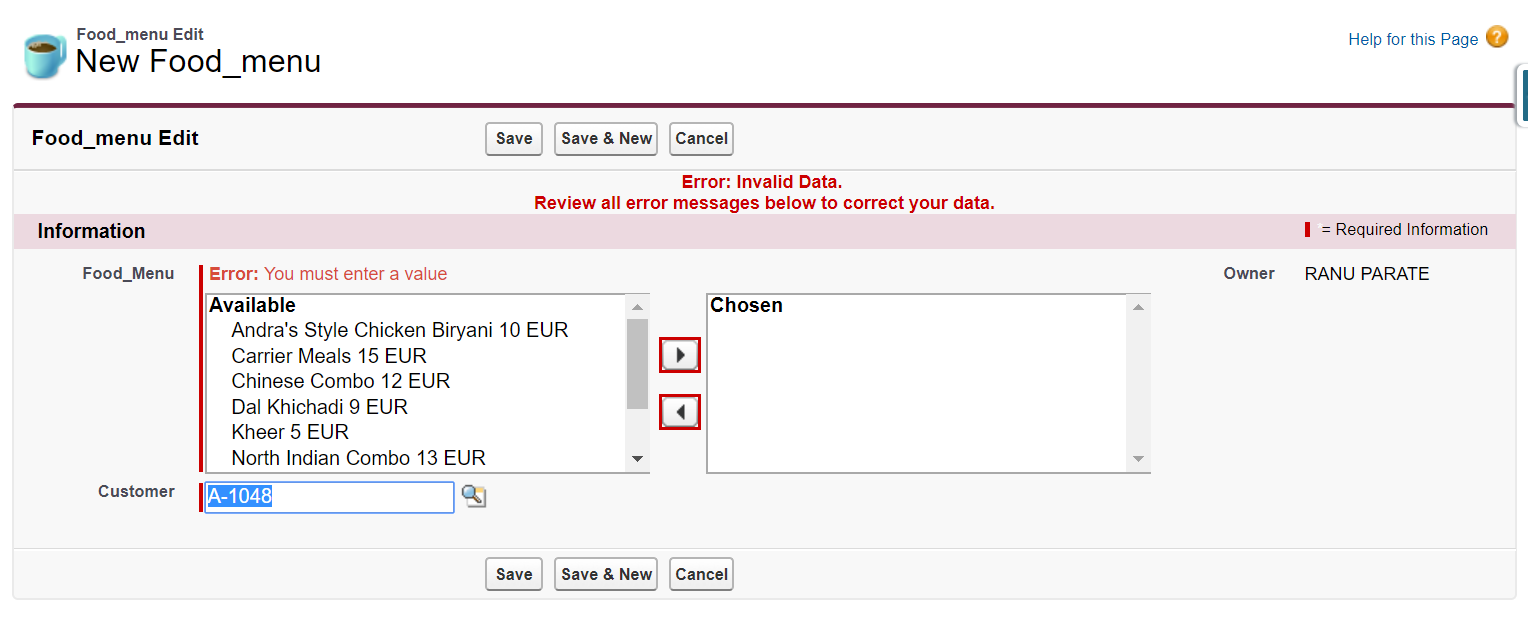 Food_menu Edit
New Food_menu
Help for this Page ?
Food_menu Edit
Save
Save & New
Cancel
Error: Invalid Data.
Review all error messages below to correct your data.
Information
= Required Information
Food_Menu
Error: You must enter a value
Owner
RANU PARATE
Available
Andra's Style Chicken Biryani 10 EUR
Carrier Meals 15 EUR
Chinese Combo 12 EUR
Dal Khichadi 9 EUR
Kheer 5 EUR
North Indian Combo 13 EUR
Chosen
Customer
A-1048
Save
Save & New
Cancel